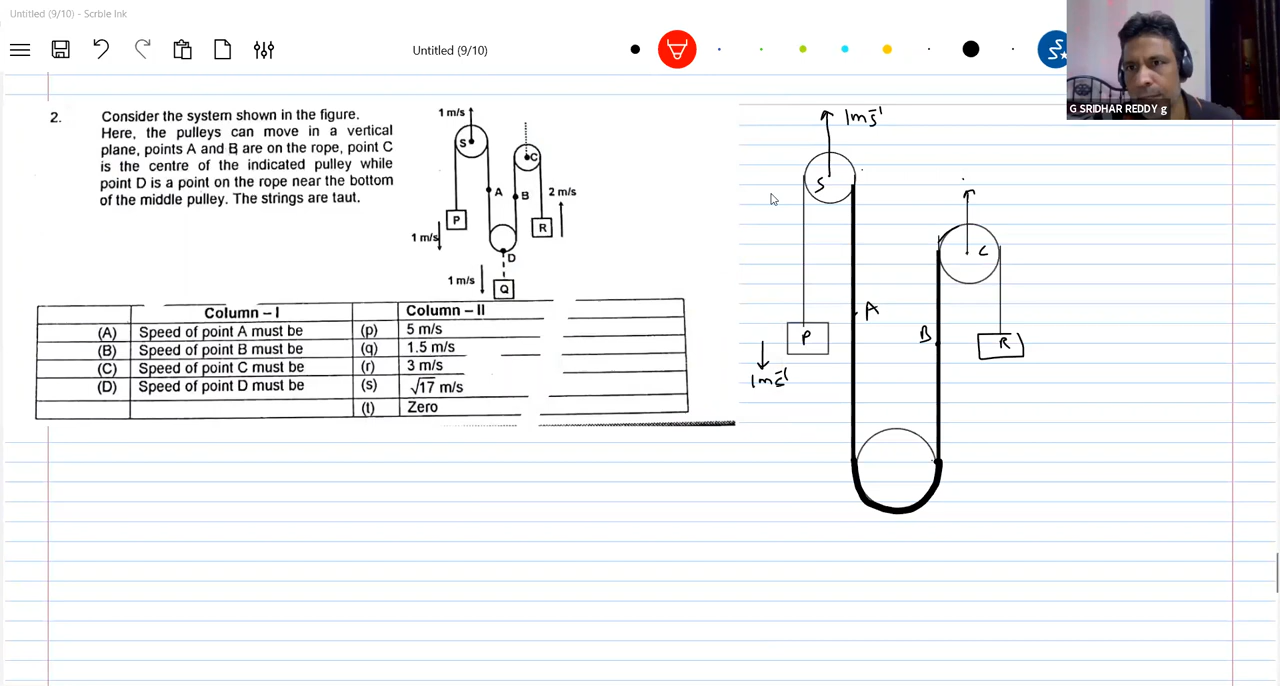 Untitled (9/10) - Scrble Ink
Untitled (9/10)
G SRIDHAR REDDY g
2.
Consider the system shown in the figure.
Here, the pulleys can move in a vertical
plane, points A and B are on the rope, point C
is the centre of the indicated pulley while
point D is a point on the rope near the bottom
of the middle pulley. The strings are taut.
1 m/s
S
C
A
B
2 m/s
P
R
1 m/s
D
1 m/s
Q
Column – I
Column – II
(A) Speed of point A must be (p) 5 m/s
(B) Speed of point B must be (q) 1.5 m/s
(C) Speed of point C must be (r) 3 m/s
(D) Speed of point D must be (s) √17 m/s
(t) Zero
1ms⁻¹
S
C
A
B
P
R
1ms⁻¹